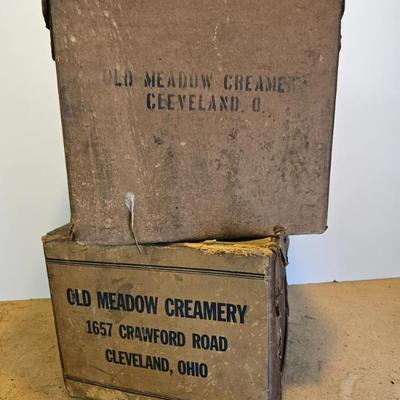 OLD MEADOW CREAMERY
CLEVELAND, O.
OLD MEADOW CREAMERY
1657 CRAWFORD ROAD
CLEVELAND, OHIO